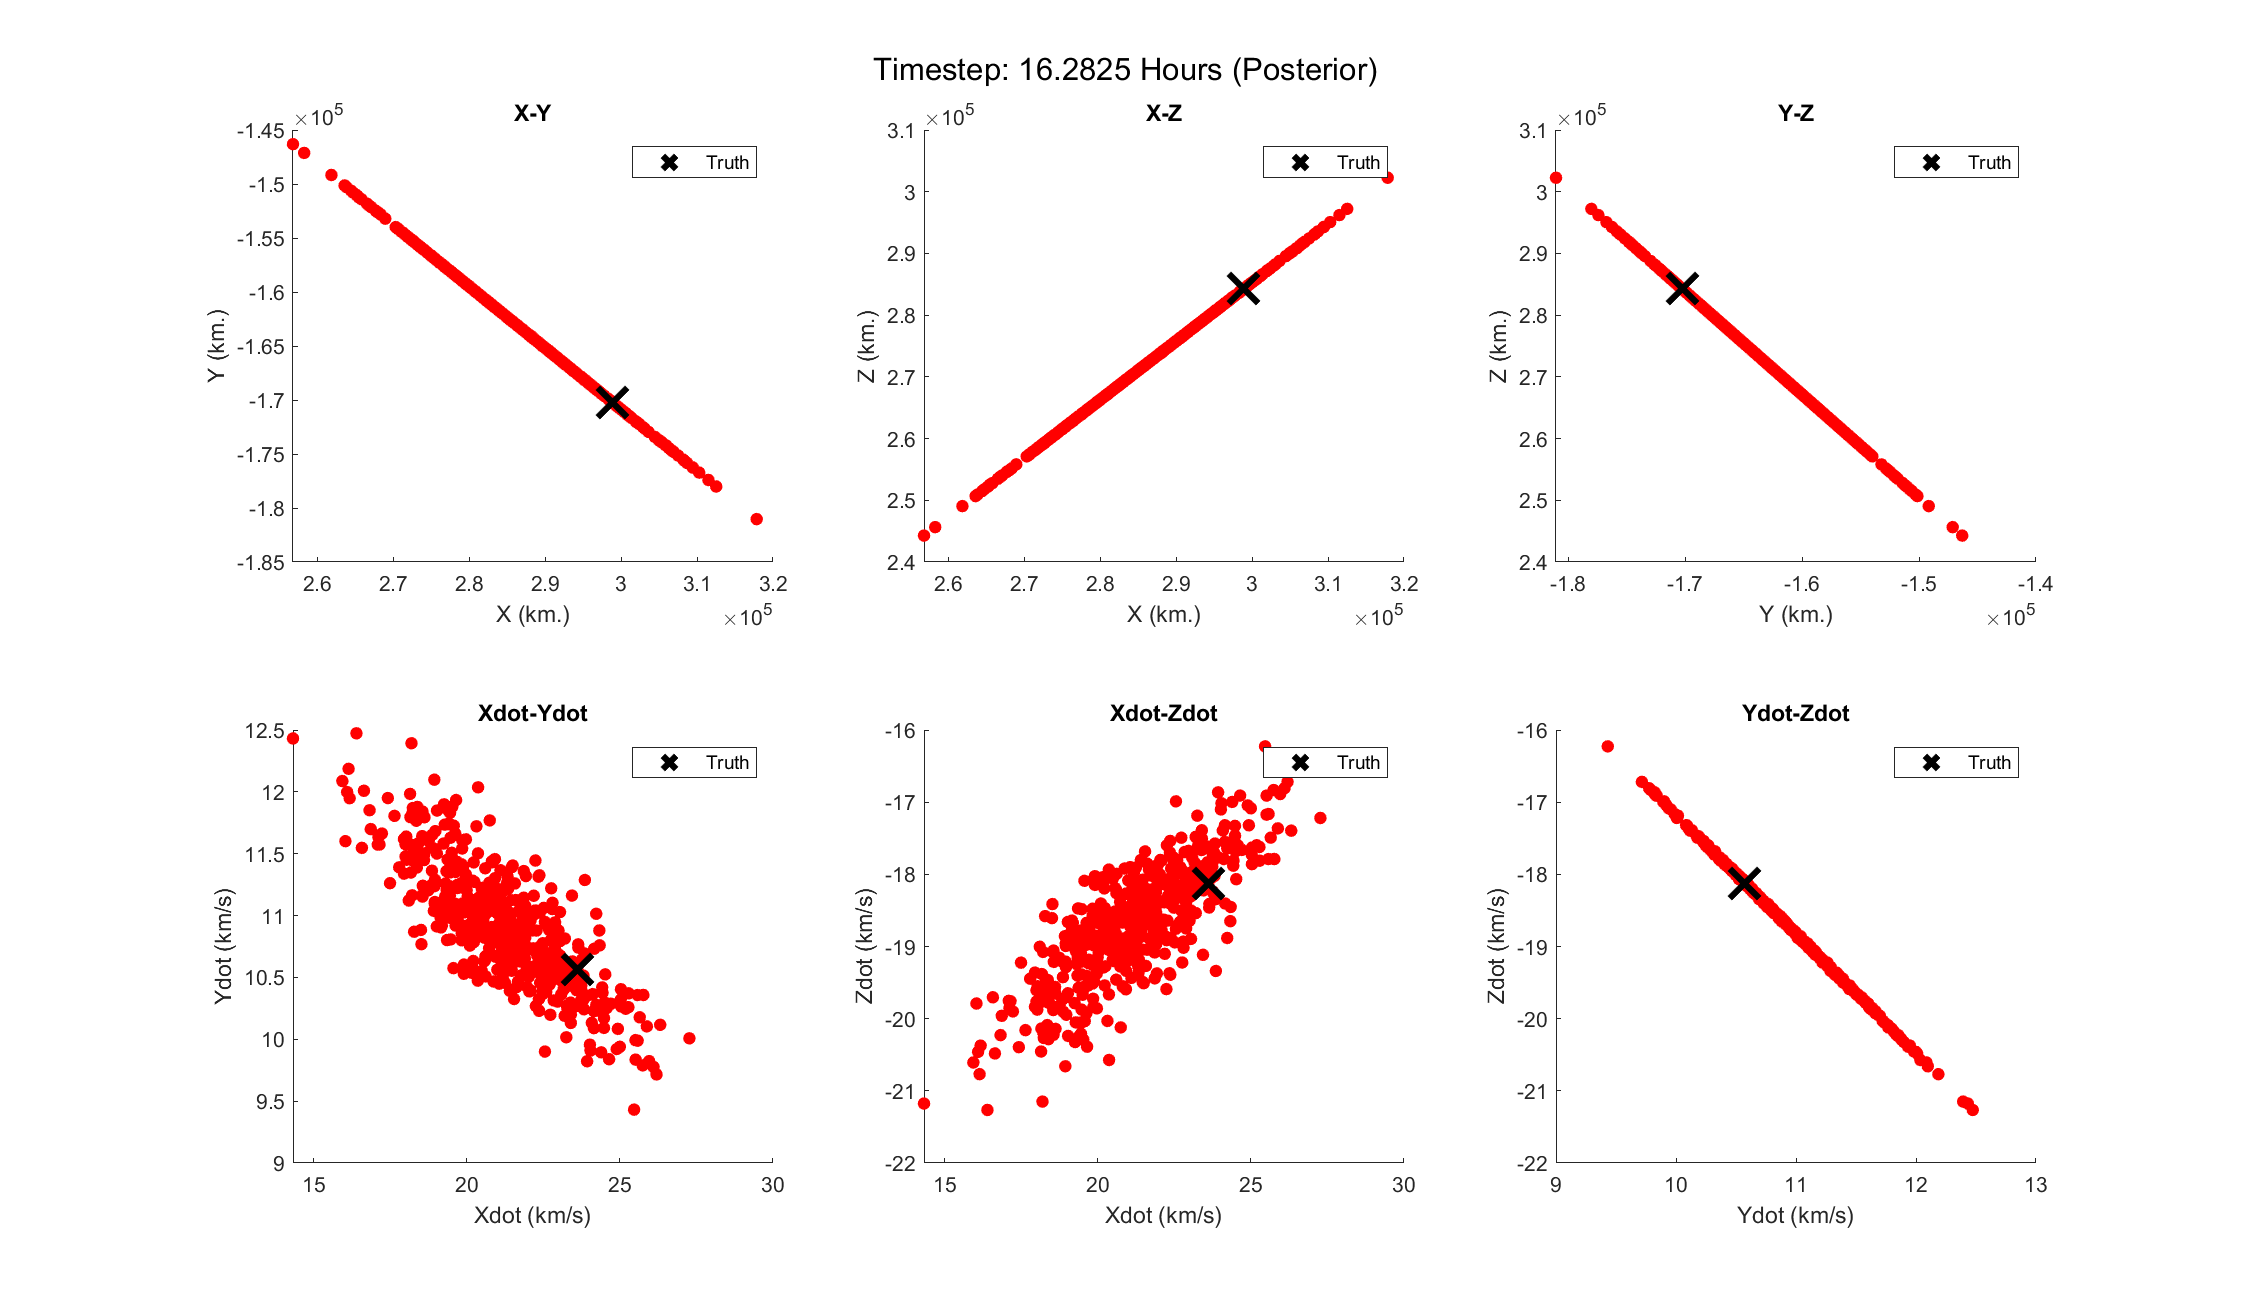 Timestep: 16.2825 Hours (Posterior)
X-Y
×10^5
-1.45
-1.5
-1.55
-1.6
-1.65
-1.7
-1.75
-1.8
-1.85
Y (km.)
Truth
2.6 2.7 2.8 2.9 3 3.1 3.2
X (km.)
×10^5
X-Z
×10^5
3.1
3
2.9
2.8
2.7
2.6
2.5
2.4
Z (km.)
Truth
2.6 2.7 2.8 2.9 3 3.1 3.2
X (km.)
×10^5
Y-Z
×10^5
3.1
3
2.9
2.8
2.7
2.6
2.5
2.4
Z (km.)
Truth
-1.8 -1.7 -1.6 -1.5 -1.4
Y (km.)
×10^5
Xdot-Ydot
12.5
12
11.5
11
10.5
10
9.5
9
Ydot (km/s)
Truth
15 20 25 30
Xdot (km/s)
Xdot-Zdot
-16
-17
-18
-19
-20
-21
-22
Zdot (km/s)
Truth
15 20 25 30
Xdot (km/s)
Ydot-Zdot
-16
-17
-18
-19
-20
-21
-22
Zdot (km/s)
Truth
9 10 11 12 13
Ydot (km/s)